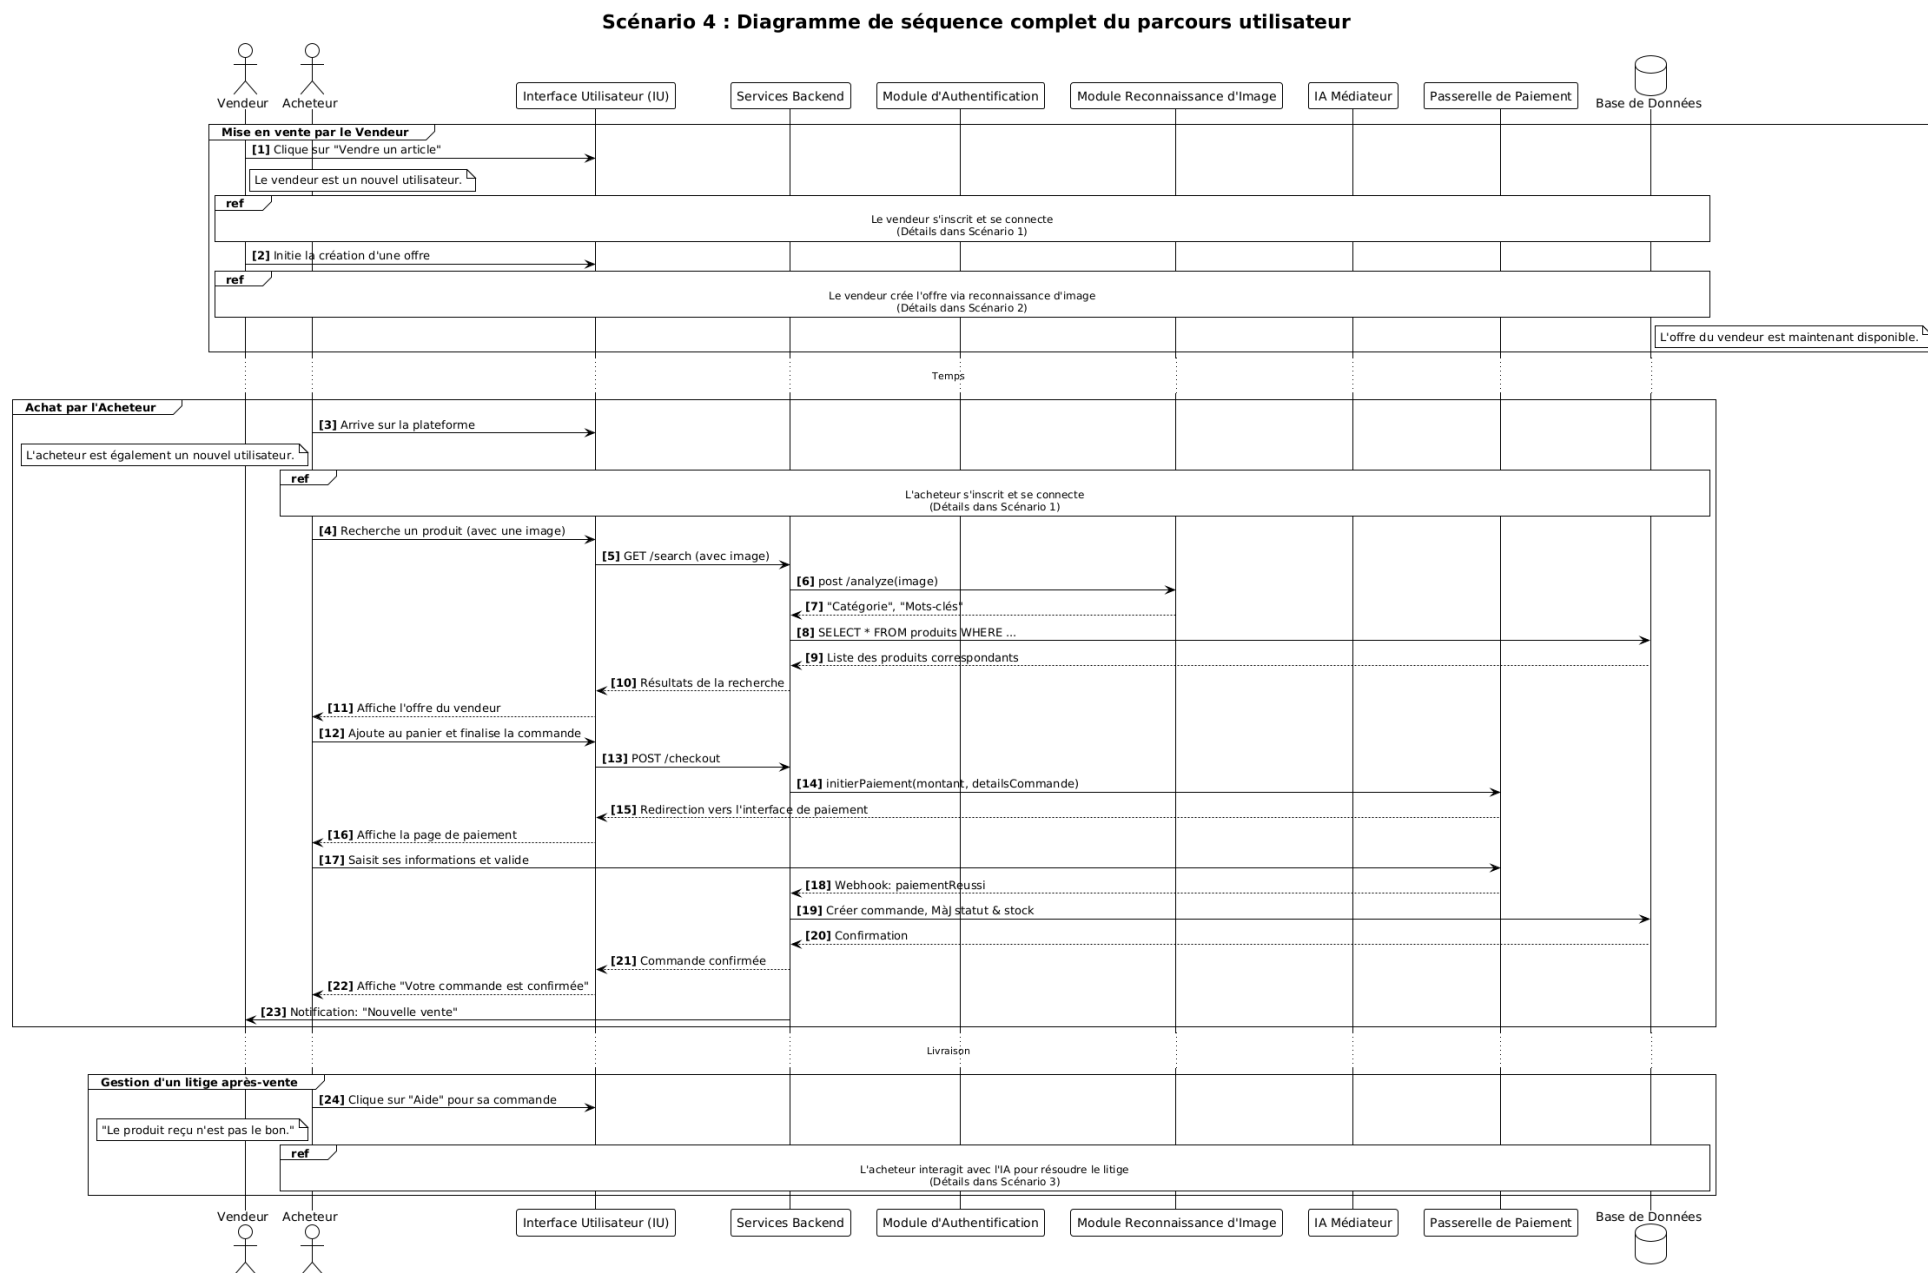 Scénario 4 : Diagramme de séquence complet du parcours utilisateur
Vendeur
Acheteur
Interface Utilisateur (IU)
Services Backend
Module d'Authentification
Module Reconnaissance d'Image
IA Médiateur
Passerelle de Paiement
Base de Données
Mise en vente par le Vendeur
[1] Clique sur "Vendre un article"
Le vendeur est un nouvel utilisateur.
ref
Le vendeur s'inscrit et se connecte
(Détails dans Scénario 1)
[2] Initie la création d'une offre
ref
Le vendeur crée l'offre via reconnaissance d'image
(Détails dans Scénario 2)
L'offre du vendeur est maintenant disponible.
Temps
Achat par l'Acheteur
[3] Arrive sur la plateforme
L'acheteur est également un nouvel utilisateur.
ref
L'acheteur s'inscrit et se connecte
(Détails dans Scénario 1)
[4] Recherche un produit (avec une image)
[5] GET /search (avec image)
[6] post /analyze(image)
[7] "Catégorie", "Mots-clés"
[8] SELECT * FROM produits WHERE ...
[9] Liste des produits correspondants
[10] Résultats de la recherche
[11] Affiche l'offre du vendeur
[12] Ajoute au panier et finalise la commande
[13] POST /checkout
[14] initierPaiement(montant, detailsCommande)
[15] Redirection vers l'interface de paiement
[16] Affiche la page de paiement
[17] Saisit ses informations et valide
[18] Webhook: paiementReussi
[19] Créer commande, MàJ statut & stock
[20] Confirmation
[21] Commande confirmée
[22] Affiche "Votre commande est confirmée"
[23] Notification: "Nouvelle vente"
Livraison
Gestion d'un litige après-vente
[24] Clique sur "Aide" pour sa commande
"Le produit reçu n'est pas le bon."
ref
L'acheteur interagit avec l'IA pour résoudre le litige
(Détails dans Scénario 3)
Vendeur
Acheteur
Interface Utilisateur (IU)
Services Backend
Module d'Authentification
Module Reconnaissance d'Image
IA Médiateur
Passerelle de Paiement
Base de Données